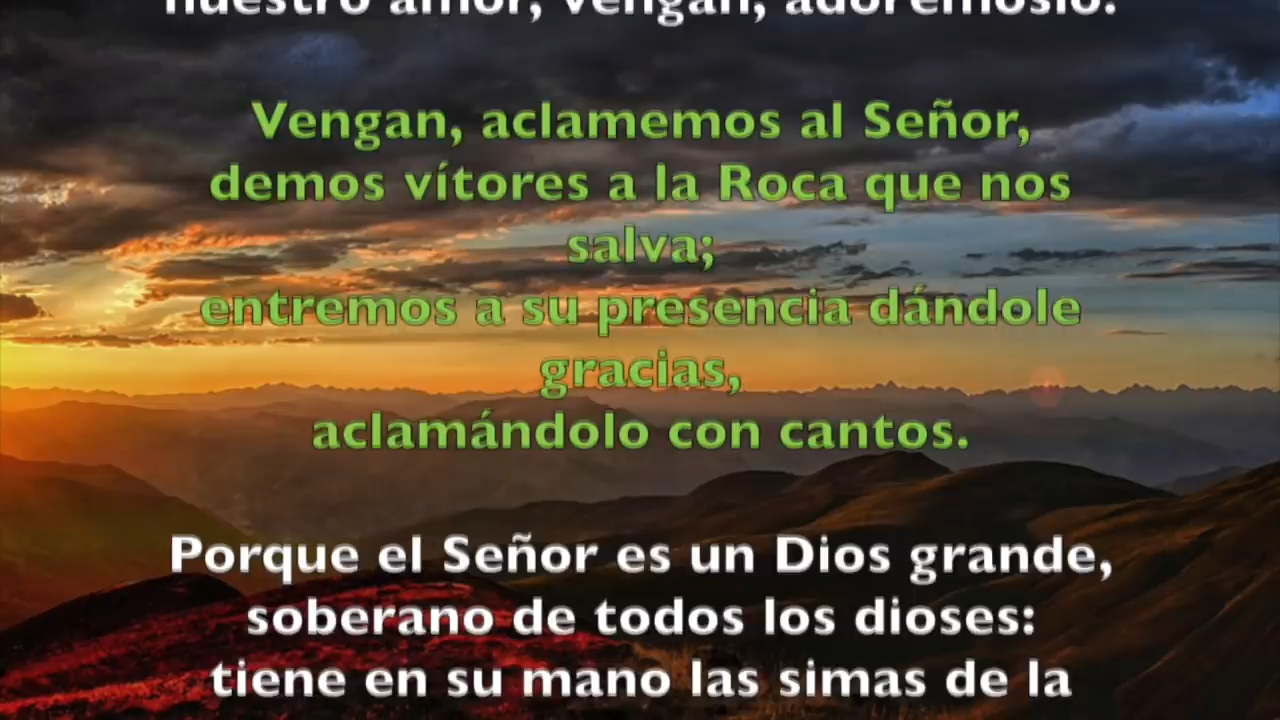 nuestro amor, vengan, adorémoslo.
Vengan, aclamemos al Señor,
demos vítores a la Roca que nos
salva;
entremos a su presencia dándole
gracias,
aclamándolo con cantos.
Porque el Señor es un Dios grande,
soberano de todos los dioses:
tiene en su mano las simas de la